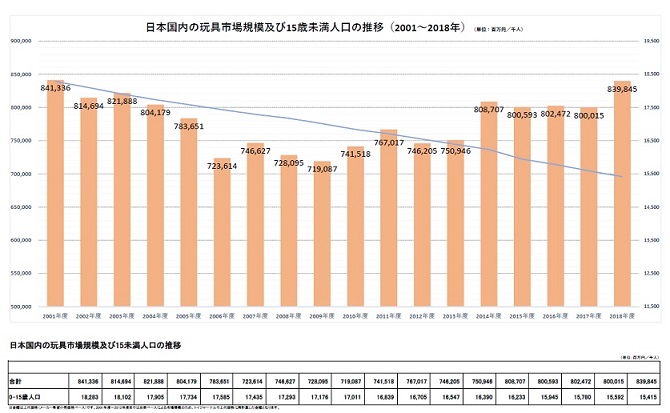 日本国内の玩具市場規模及び15歳未満人口の推移（2001～2018年）（単位：百万円／千人）
900,000 19,500
850,000 18,500
800,000 17,500
750,000 16,500
700,000 15,500
650,000 14,500
600,000 13,500
550,000 12,500
500,000 11,500
841,336 814,694 821,888 804,179 783,651 723,614 746,627 728,095 719,087 741,518 767,017 746,205 750,946 808,707 800,593 802,472 800,015 839,845
2001年度 2002年度 2003年度 2004年度 2005年度 2006年度 2007年度 2008年度 2009年度 2010年度 2011年度 2012年度 2013年度 2014年度 2015年度 2016年度 2017年度 2018年度
日本国内の玩具市場規模及び15未満人口の推移
（単位：百万円／千人）
合計 841,336 814,694 821,888 804,179 783,651 723,614 746,627 728,095 719,087 741,518 767,017 746,205 750,946 808,707 800,593 802,472 800,015 839,845
0-15歳人口 18,283 18,102 17,905 17,734 17,585 17,435 17,293 17,176 17,011 16,839 16,705 16,547 16,390 16,233 15,945 15,780 15,592 15,415